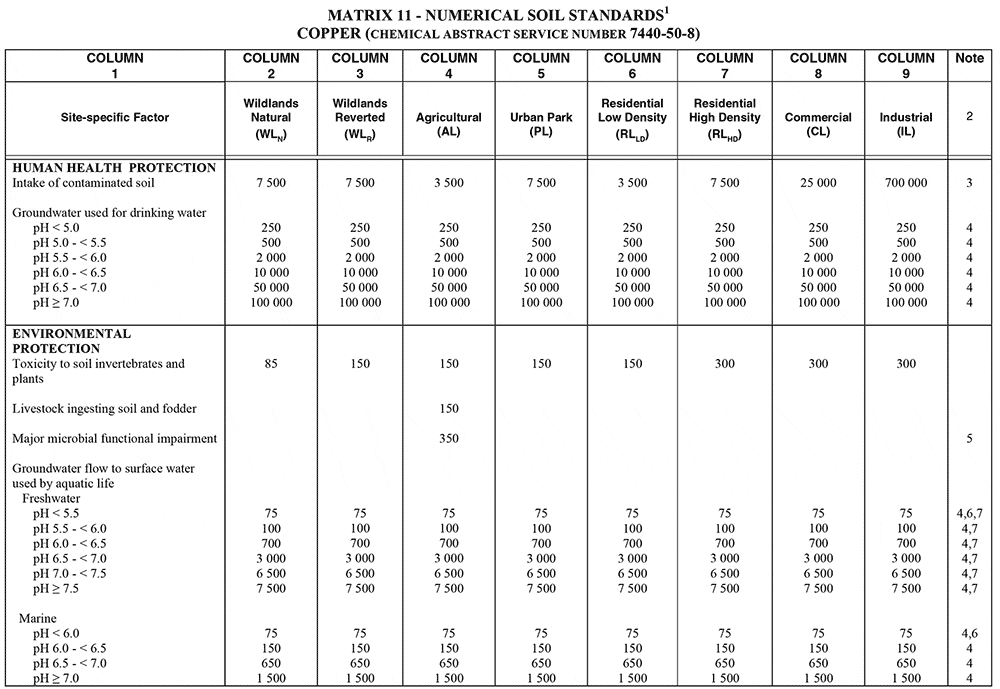 MATRIX 11 - NUMERICAL SOIL STANDARDS1
COPPER (CHEMICAL ABSTRACT SERVICE NUMBER 7440-50-8)
COLUMN 1 COLUMN 2 COLUMN 3 COLUMN 4 COLUMN 5 COLUMN 6 COLUMN 7 COLUMN 8 COLUMN 9 Note
Site-specific Factor Wildlands Natural (WLN) Wildlands Reverted (WLR) Agricultural (AL) Urban Park (PL) Residential Low Density (RLLD) Residential High Density (RLHD) Commercial (CL) Industrial (IL) 2
HUMAN HEALTH PROTECTION
Intake of contaminated soil 7 500 7 500 3 500 7 500 3 500 7 500 25 000 700 000 3
Groundwater used for drinking water
pH < 5.0 250 250 250 250 250 250 250 250 4
pH 5.0 - < 5.5 500 500 500 500 500 500 500 500 4
pH 5.5 - < 6.0 2 000 2 000 2 000 2 000 2 000 2 000 2 000 2 000 4
pH 6.0 - < 6.5 10 000 10 000 10 000 10 000 10 000 10 000 10 000 10 000 4
pH 6.5 - < 7.0 50 000 50 000 50 000 50 000 50 000 50 000 50 000 50 000 4
pH ≥ 7.0 100 000 100 000 100 000 100 000 100 000 100 000 100 000 100 000 4
ENVIRONMENTAL
PROTECTION
Toxicity to soil invertebrates and 85 150 150 150 150 300 300 300
plants
Livestock ingesting soil and fodder 150
Major microbial functional impairment 350 5
Groundwater flow to surface water
used by aquatic life
Freshwater
pH < 5.5 75 75 75 75 75 75 75 75 4,6,7
pH 5.5 - < 6.0 100 100 100 100 100 100 100 100 4,7
pH 6.0 - < 6.5 700 700 700 700 700 700 700 700 4,7
pH 6.5 - < 7.0 3 000 3 000 3 000 3 000 3 000 3 000 3 000 3 000 4,7
pH 7.0 - < 7.5 6 500 6 500 6 500 6 500 6 500 6 500 6 500 6 500 4,7
pH ≥ 7.5 7 500 7 500 7 500 7 500 7 500 7 500 7 500 7 500 4,7
Marine
pH < 6.0 75 75 75 75 75 75 75 75 4,6
pH 6.0 - < 6.5 150 150 150 150 150 150 150 150 4
pH 6.5 - < 7.0 650 650 650 650 650 650 650 650 4
pH ≥ 7.0 1 500 1 500 1 500 1 500 1 500 1 500 1 500 1 500 4